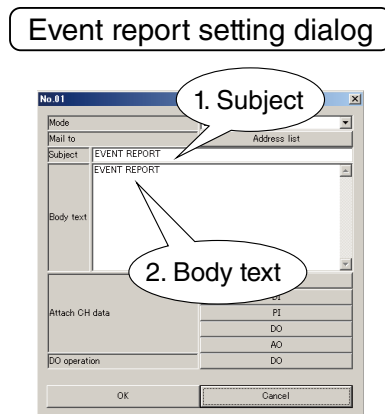 Event report setting dialog
No.01
1. Subject
Mode
Mail to
Address list
Subject
EVENT REPORT
EVENT REPORT
Body text
2. Body text
DI
Attach CH data
PI
DO
AO
DO operation
DO
OK
Cancel